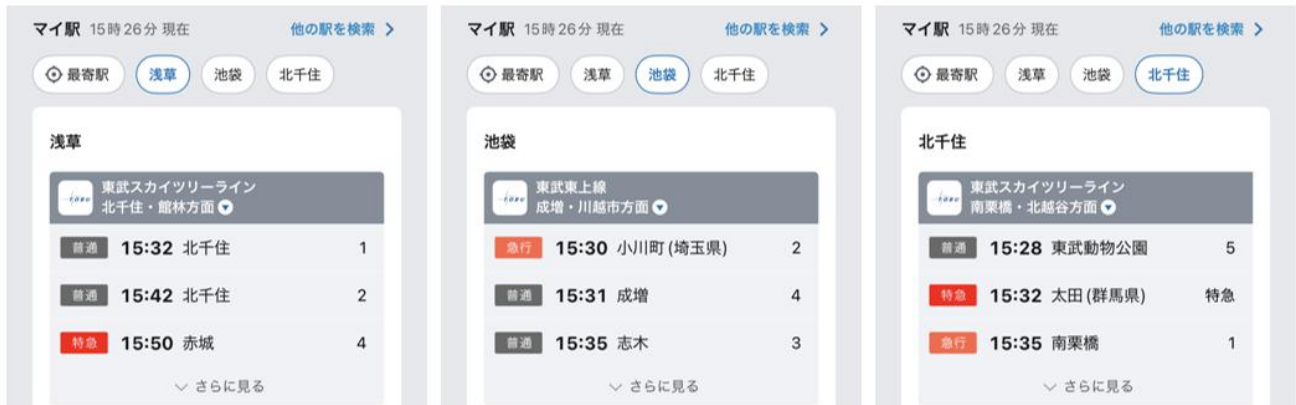 マイ駅 15時26分 現在 他の駅を検索
最寄駅 浅草 池袋 北千住
浅草
TOBU
東武スカイツリーライン
北千住・館林方面
普通 15:32 北千住 1
普通 15:42 北千住 2
特急 15:50 赤城 4
さらに見る
マイ駅 15時26分 現在 他の駅を検索
最寄駅 浅草 池袋 北千住
池袋
TOBU
東武東上線
成増・川越市方面
急行 15:30 小川町(埼玉県) 2
普通 15:31 成増 4
普通 15:35 志木 3
さらに見る
マイ駅 15時26分 現在 他の駅を検索
最寄駅 浅草 池袋 北千住
北千住
TOBU
東武スカイツリーライン
南栗橋・北越谷方面
普通 15:28 東武動物公園 5
特急 15:32 太田(群馬県) 特急
急行 15:35 南栗橋 1
さらに見る